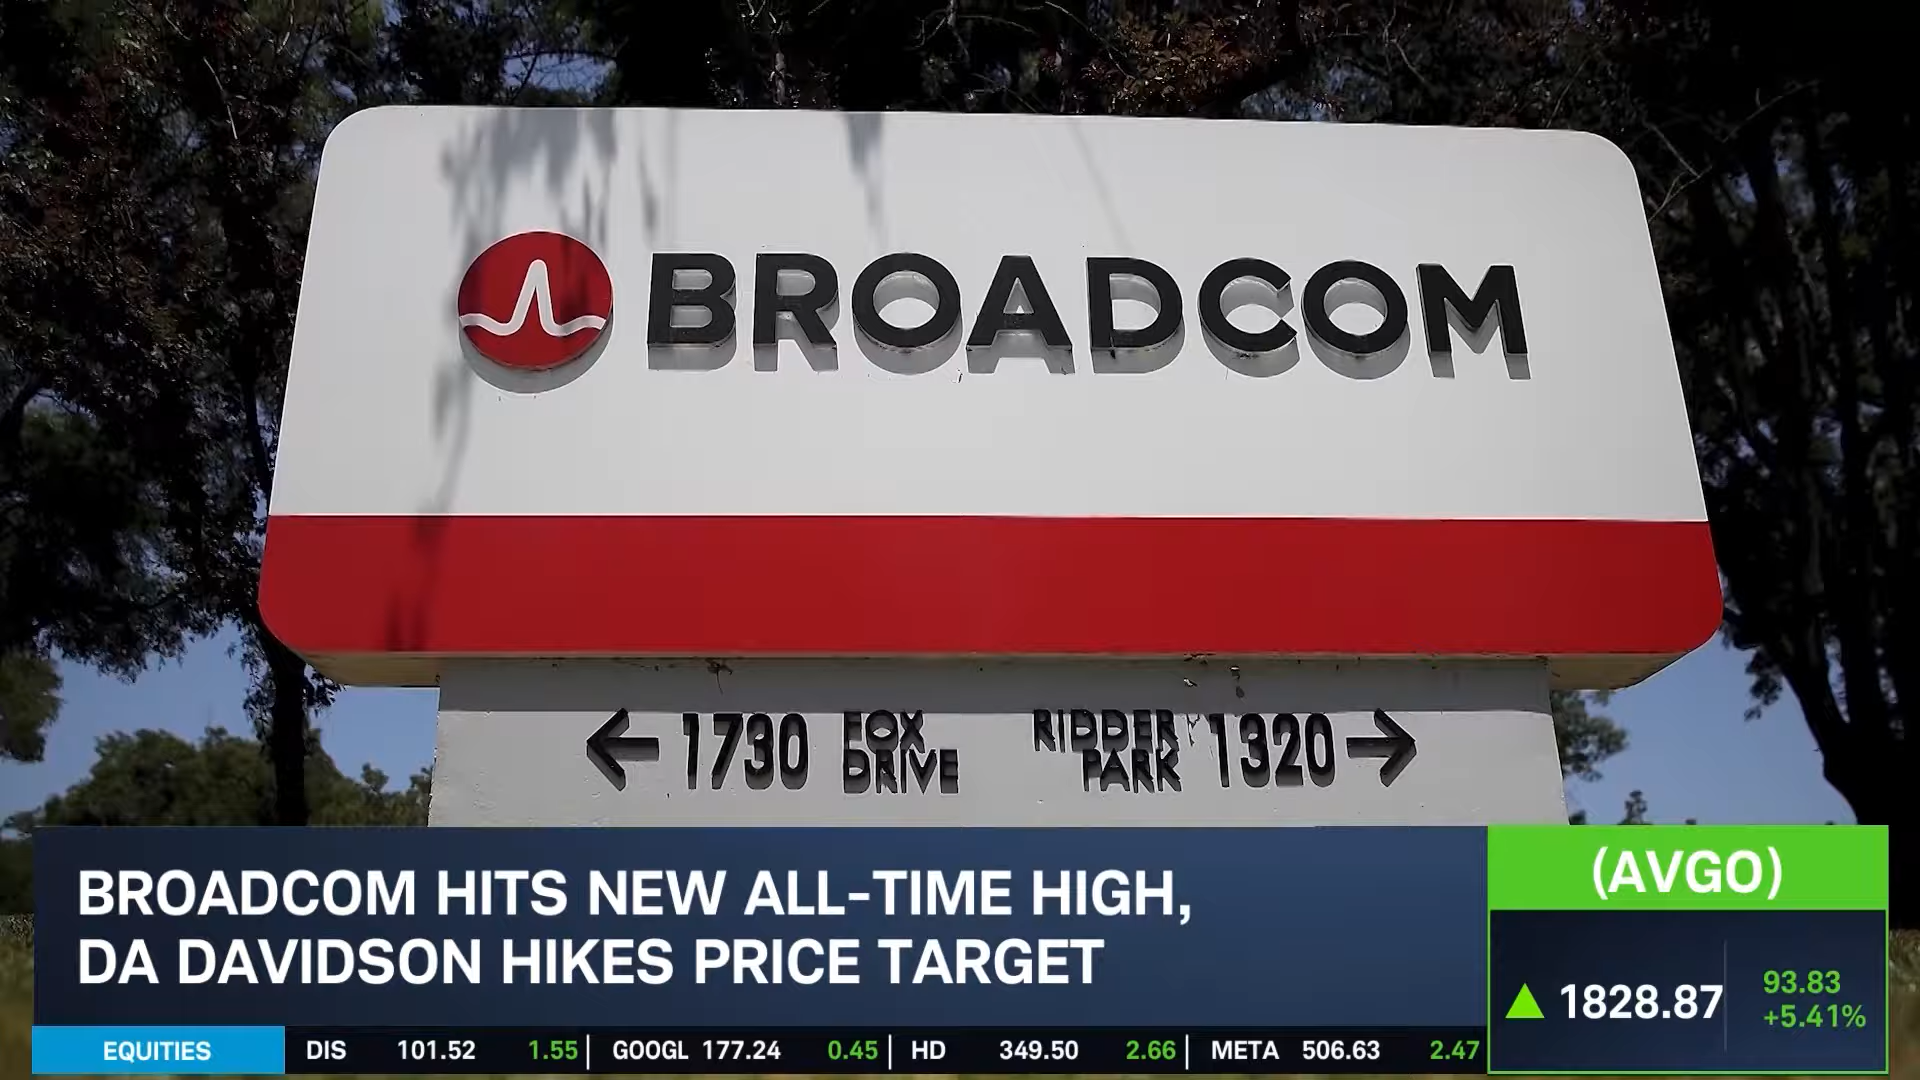 BROADCOM
← 1730 FOX DRIVE RIDDER PARK 1320 →
BROADCOM HITS NEW ALL-TIME HIGH,
DA DAVIDSON HIKES PRICE TARGET
(AVGO)
▲ 1828.87
93.83
+5.41%
EQUITIES DIS 101.52 1.55 | GOOGL 177.24 0.45 | HD 349.50 2.66 | META 506.63 2.47